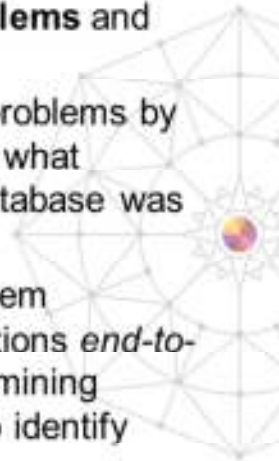 lems and
roblems by
what
tabase was
em
tions end-to-
mining
identify